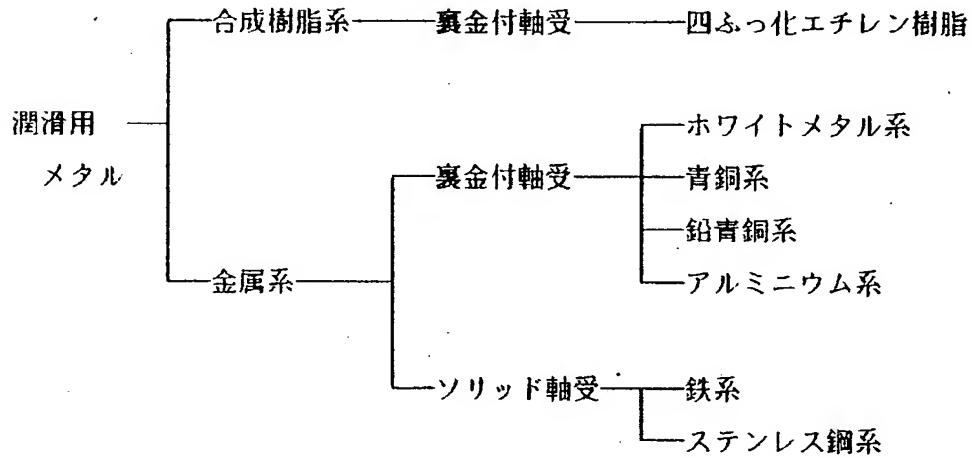 合成樹脂系 裏金付軸受 四ふっ化エチレン樹脂
潤滑用
メタル
ホワイトメタル系
裏金付軸受 青銅系
鉛青銅系
金属系 アルミニウム系
ソリッド軸受 鉄系
ステンレス鋼系